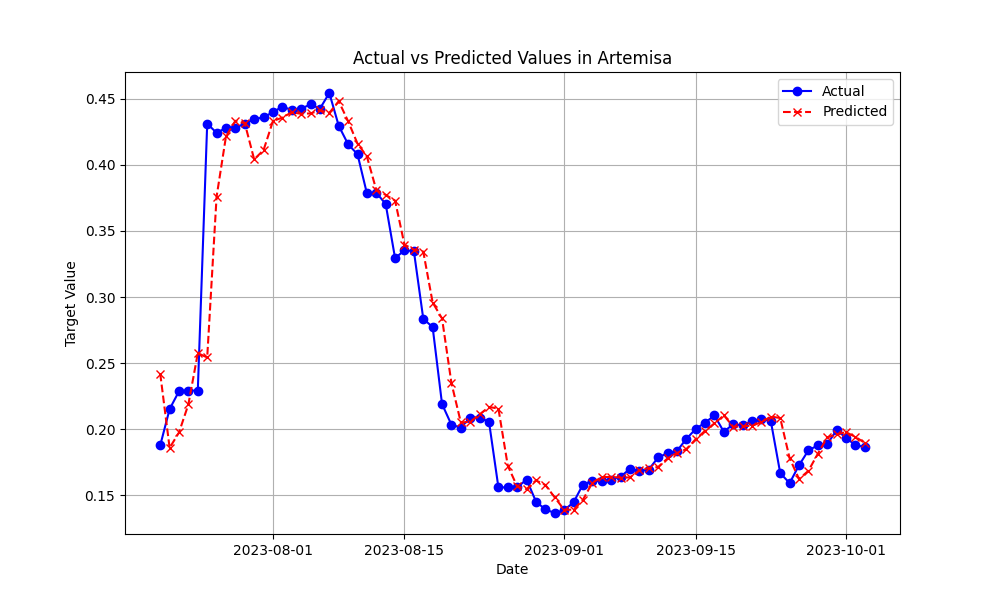 Actual vs Predicted Values in Artemisa
Actual
Predicted
Target Value
0.45
0.40
0.35
0.30
0.25
0.20
0.15
2023-08-01 2023-08-15 2023-09-01 2023-09-15 2023-10-01
Date